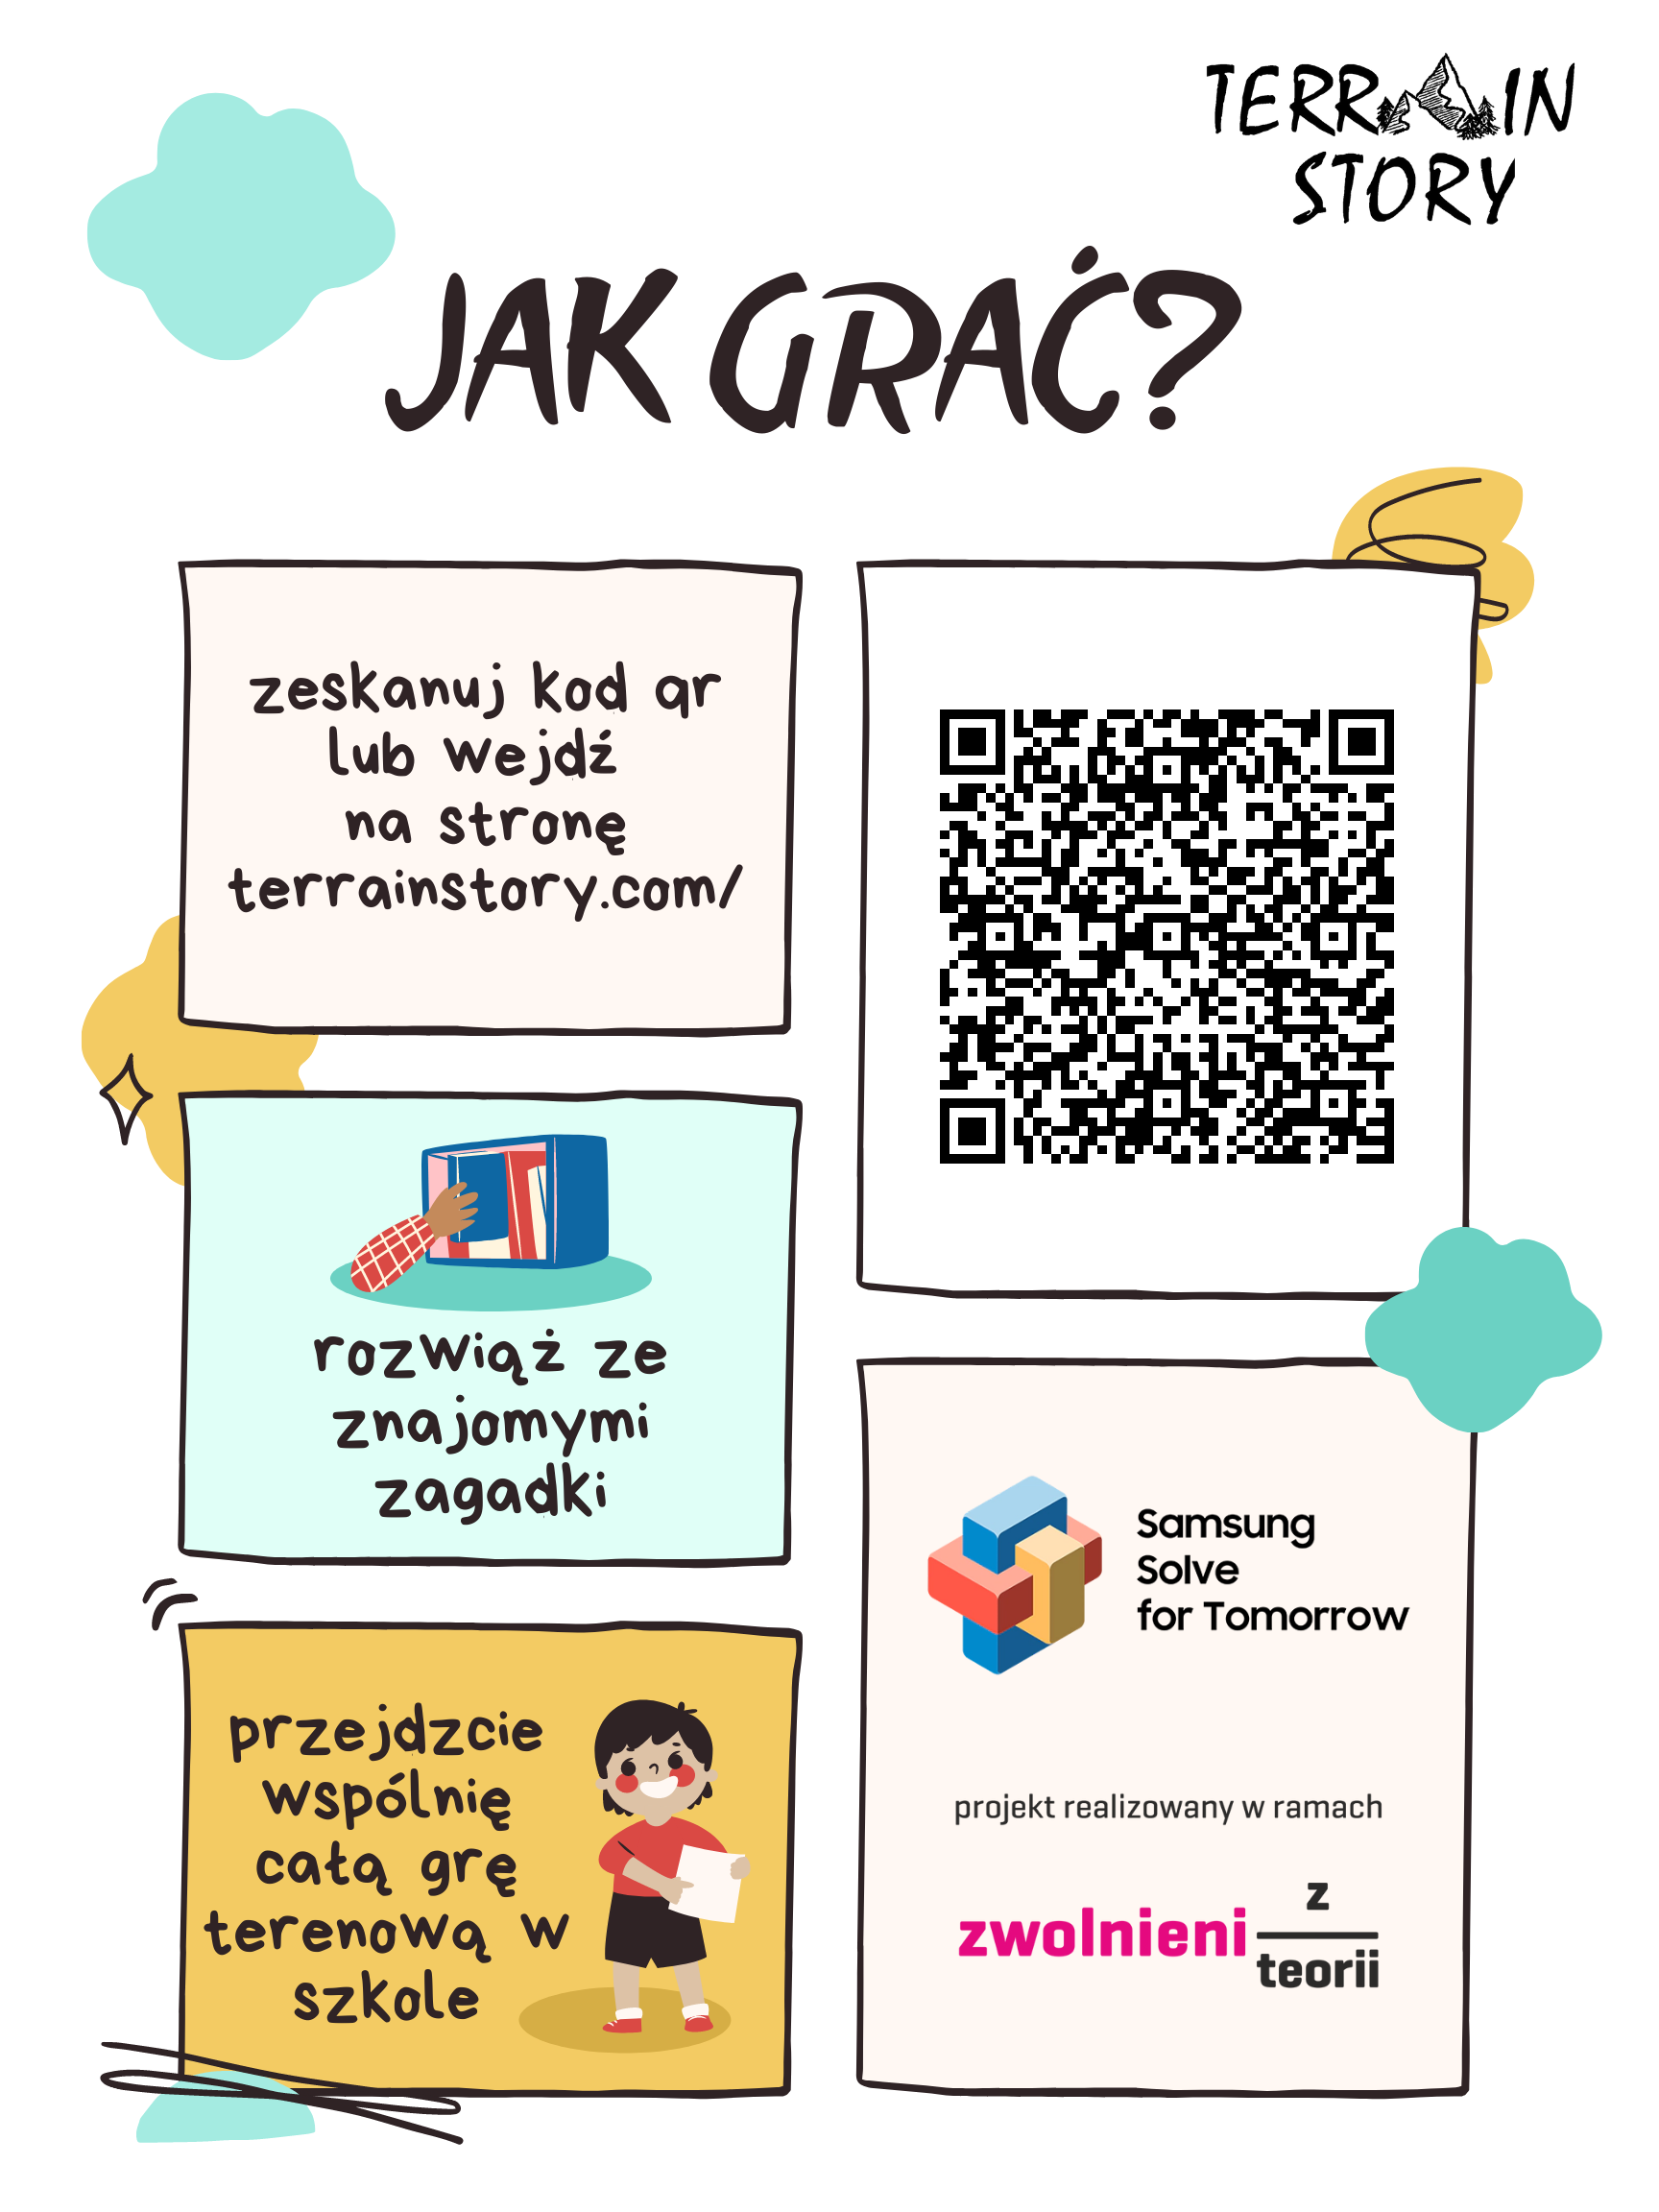 TERRAIN
STORY
JAK GRAĆ?
zeskanuj kod qr
lub wejdź
na stronę
terrainstory.com/
rozwiąż ze
znajomymi
zagadki
przejdzcie
wspólnię
całą grę
terenową w
szkole
Samsung
Solve
for Tomorrow
projekt realizowany w ramach
zwolnieni z
teorii